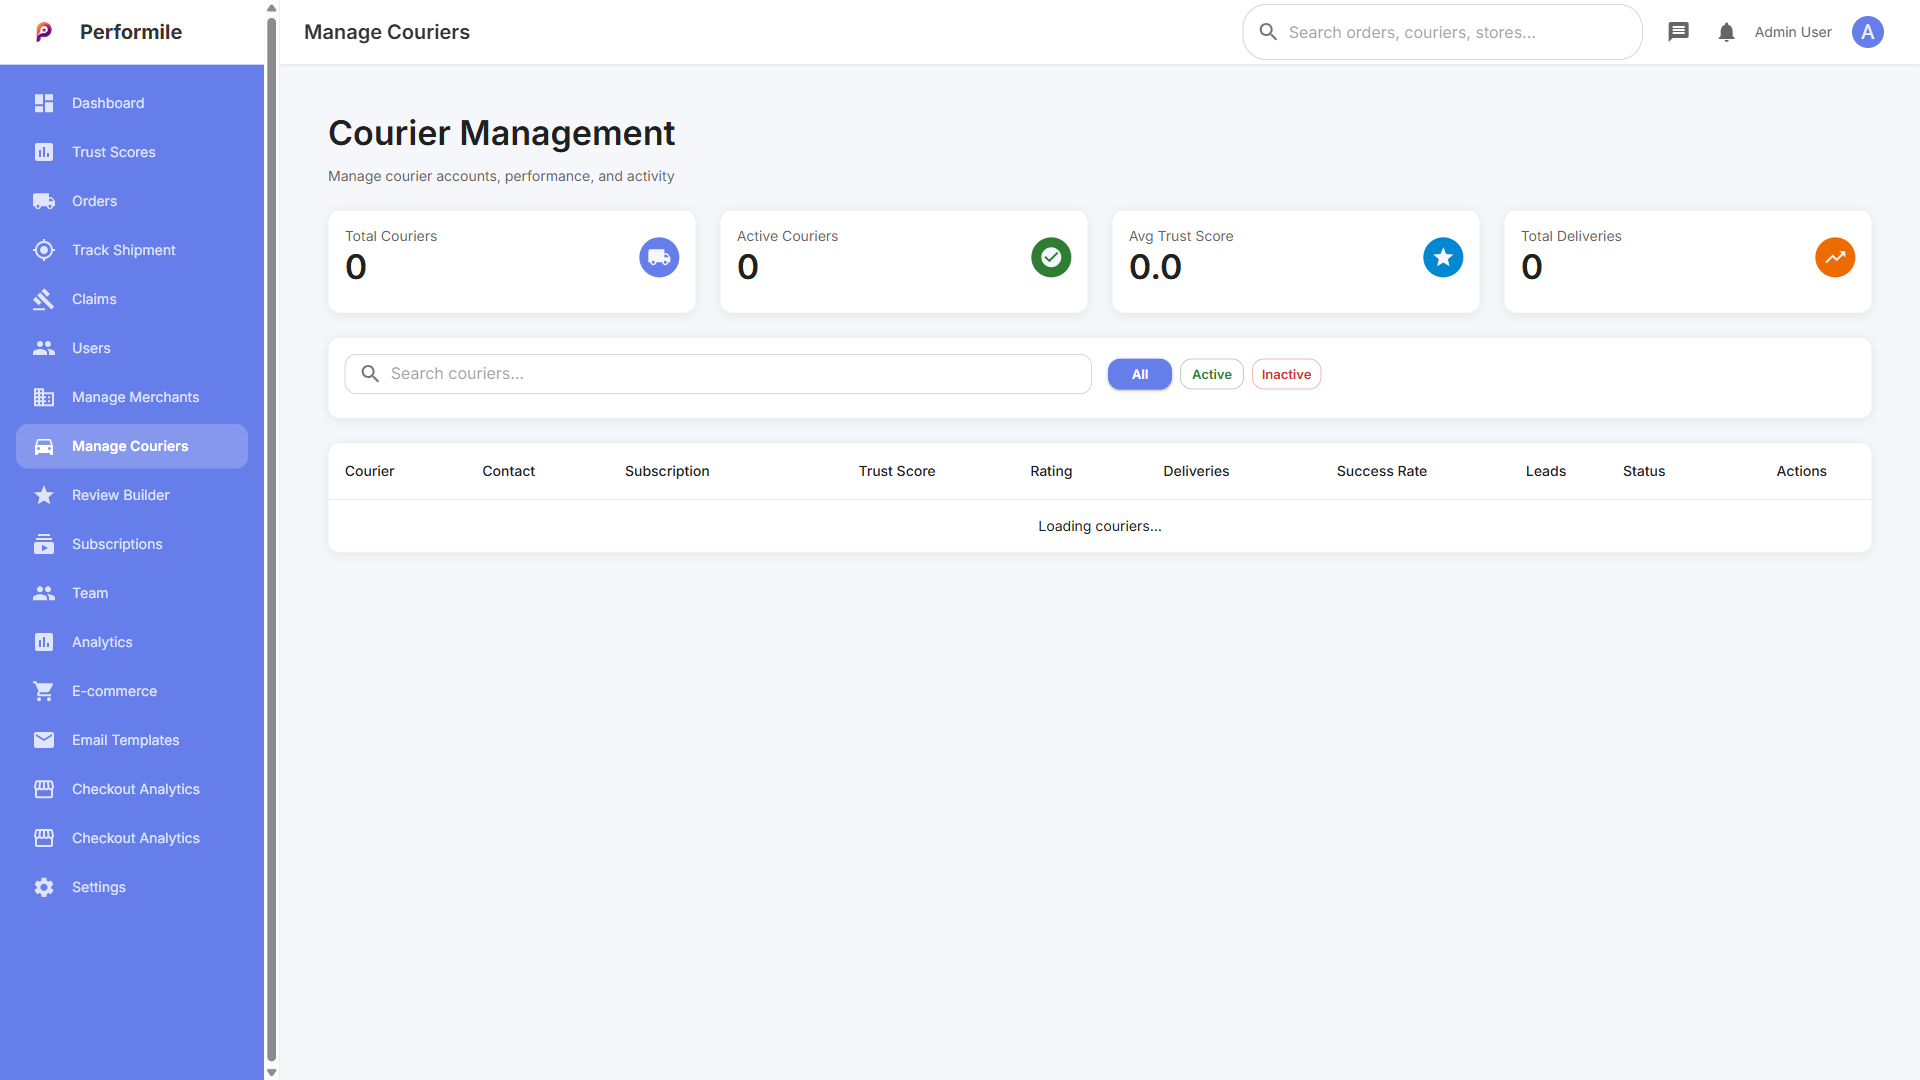 Performile
Manage Couriers
Search orders, couriers, stores...
Admin User
A
Dashboard
Trust Scores
Orders
Track Shipment
Claims
Users
Manage Merchants
Manage Couriers
Review Builder
Subscriptions
Team
Analytics
E-commerce
Email Templates
Checkout Analytics
Checkout Analytics
Settings
Courier Management
Manage courier accounts, performance, and activity
Total Couriers
0
Active Couriers
0
Avg Trust Score
0.0
Total Deliveries
0
Search couriers...
All
Active
Inactive
Courier Contact Subscription Trust Score Rating Deliveries Success Rate Leads Status Actions
Loading couriers...